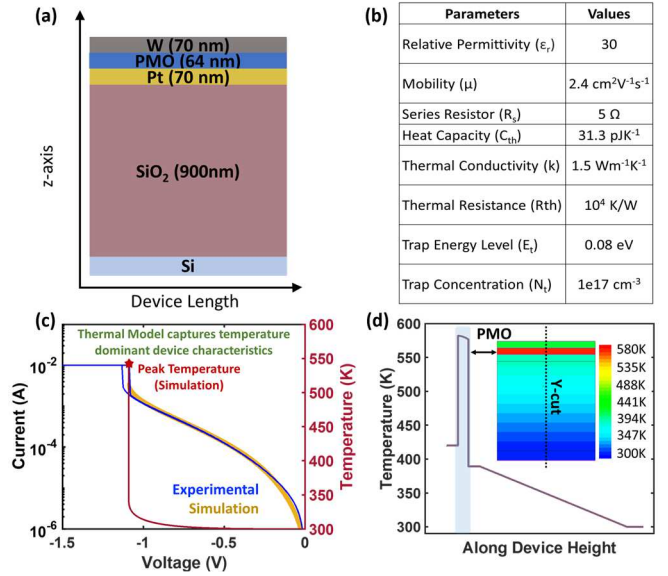 (a)
W (70 nm)
PMO (64 nm)
Pt (70 nm)
SiO₂ (900nm)
Si
z-axis
Device Length
(b)
Parameters Values
Relative Permittivity (εᵣ) 30
Mobility (μ) 2.4 cm²V⁻¹s⁻¹
Series Resistor (Rₛ) 5 Ω
Heat Capacity (Cₜₕ) 31.3 pJK⁻¹
Thermal Conductivity (k) 1.5 Wm⁻¹K⁻¹
Thermal Resistance (Rth) 10⁴ K/W
Trap Energy Level (Eₜ) 0.08 eV
Trap Concentration (Nₜ) 1e17 cm⁻³
(c)
Thermal Model captures temperature
dominant device characteristics
Peak Temperature
(Simulation)
Experimental
Simulation
Current (A)
10⁻²
10⁻⁴
10⁻⁶
Temperature (K)
600
550
500
450
400
350
300
-1.5 -1 -0.5 0
Voltage (V)
(d)
PMO
Y-cut
580K
535K
488K
441K
394K
347K
300K
Temperature (K)
600
550
500
450
400
350
300
Along Device Height